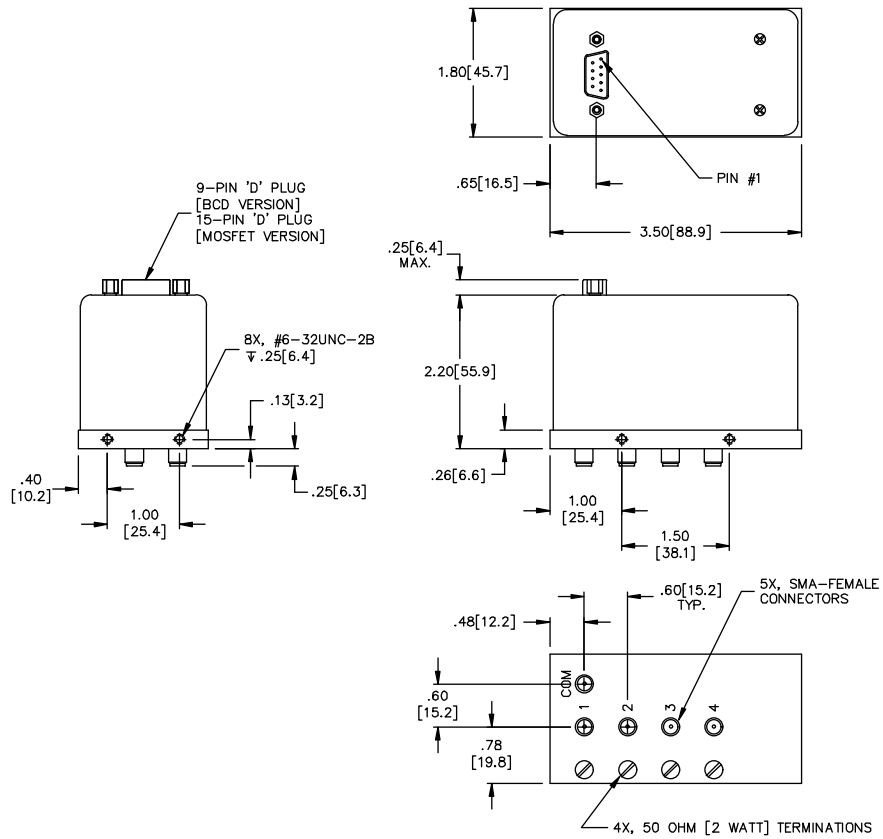 1.80[45.7]
PIN #1
.65[16.5]
3.50[88.9]
9-PIN 'D' PLUG
[BCD VERSION]
15-PIN 'D' PLUG
[MOSFET VERSION]
.25[6.4]
MAX.
8X, #6-32UNC-2B
↧ .25[6.4]
.13[3.2]
2.20[55.9]
.40
[10.2]
1.00
[25.4]
.25[6.3]
.26[6.6]
1.00
[25.4]
1.50
[38.1]
.60[15.2]
TYP.
5X, SMA-FEMALE
CONNECTORS
.48[12.2]
COM
.60
[15.2]
1 2 3 4
.78
[19.8]
4X, 50 OHM [2 WATT] TERMINATIONS